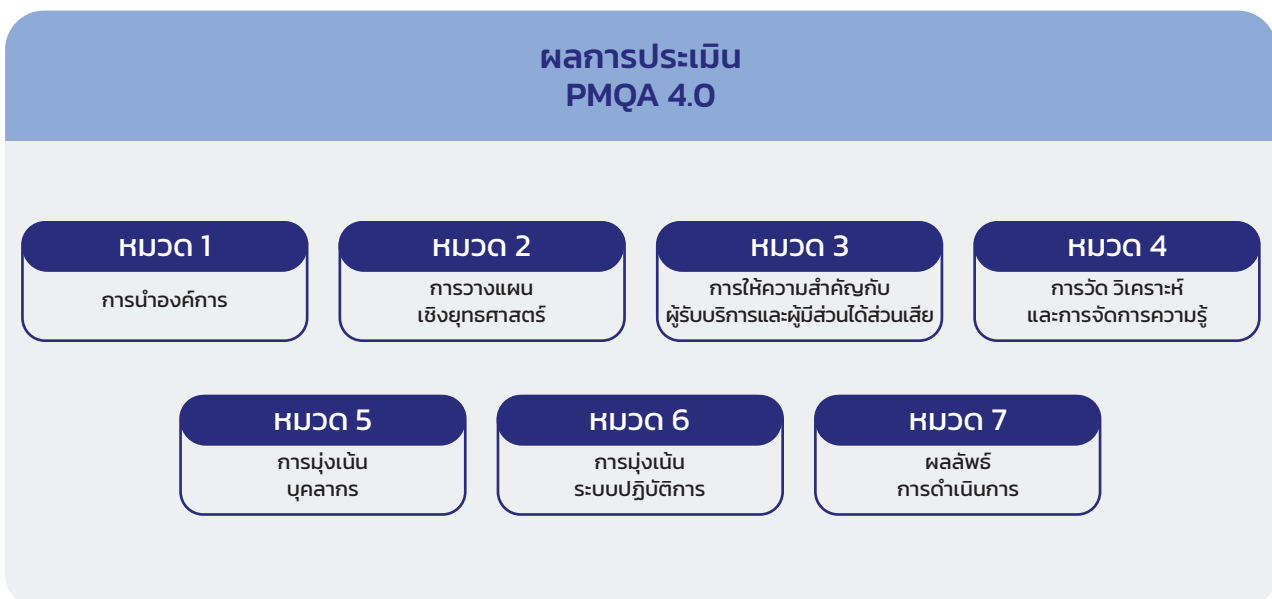 ผลการประเมิน
PMQA 4.0
หมวด 1
การนำองค์การ
หมวด 2
การวางแผน
เชิงยุทธศาสตร์
หมวด 3
การให้ความสำคัญกับ
ผู้รับบริการและผู้มีส่วนได้ส่วนเสีย
หมวด 4
การวัด วิเคราะห์
และการจัดการความรู้
หมวด 5
การมุ่งเน้น
บุคลากร
หมวด 6
การมุ่งเน้น
ระบบปฏิบัติการ
หมวด 7
ผลลัพธ์
การดำเนินการ